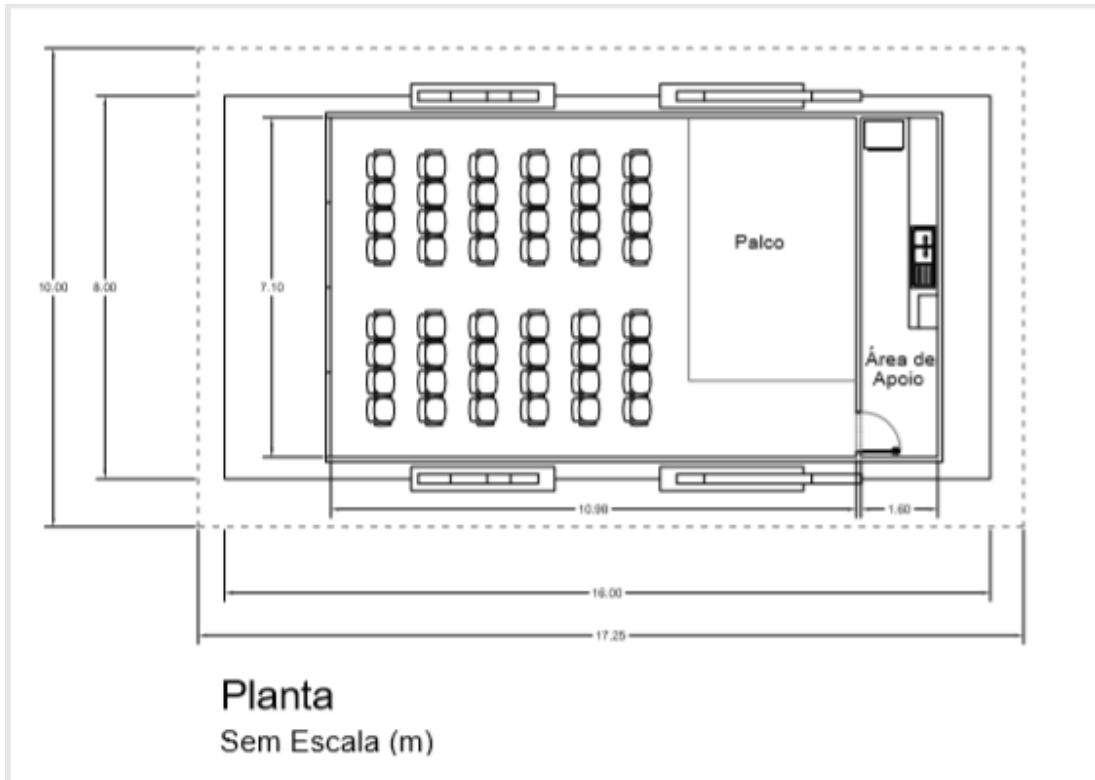 Palco
10.00
8.00
7.10
Área de
Apoio
10.98
1.60
16.00
17.25
Planta
Sem Escala (m)